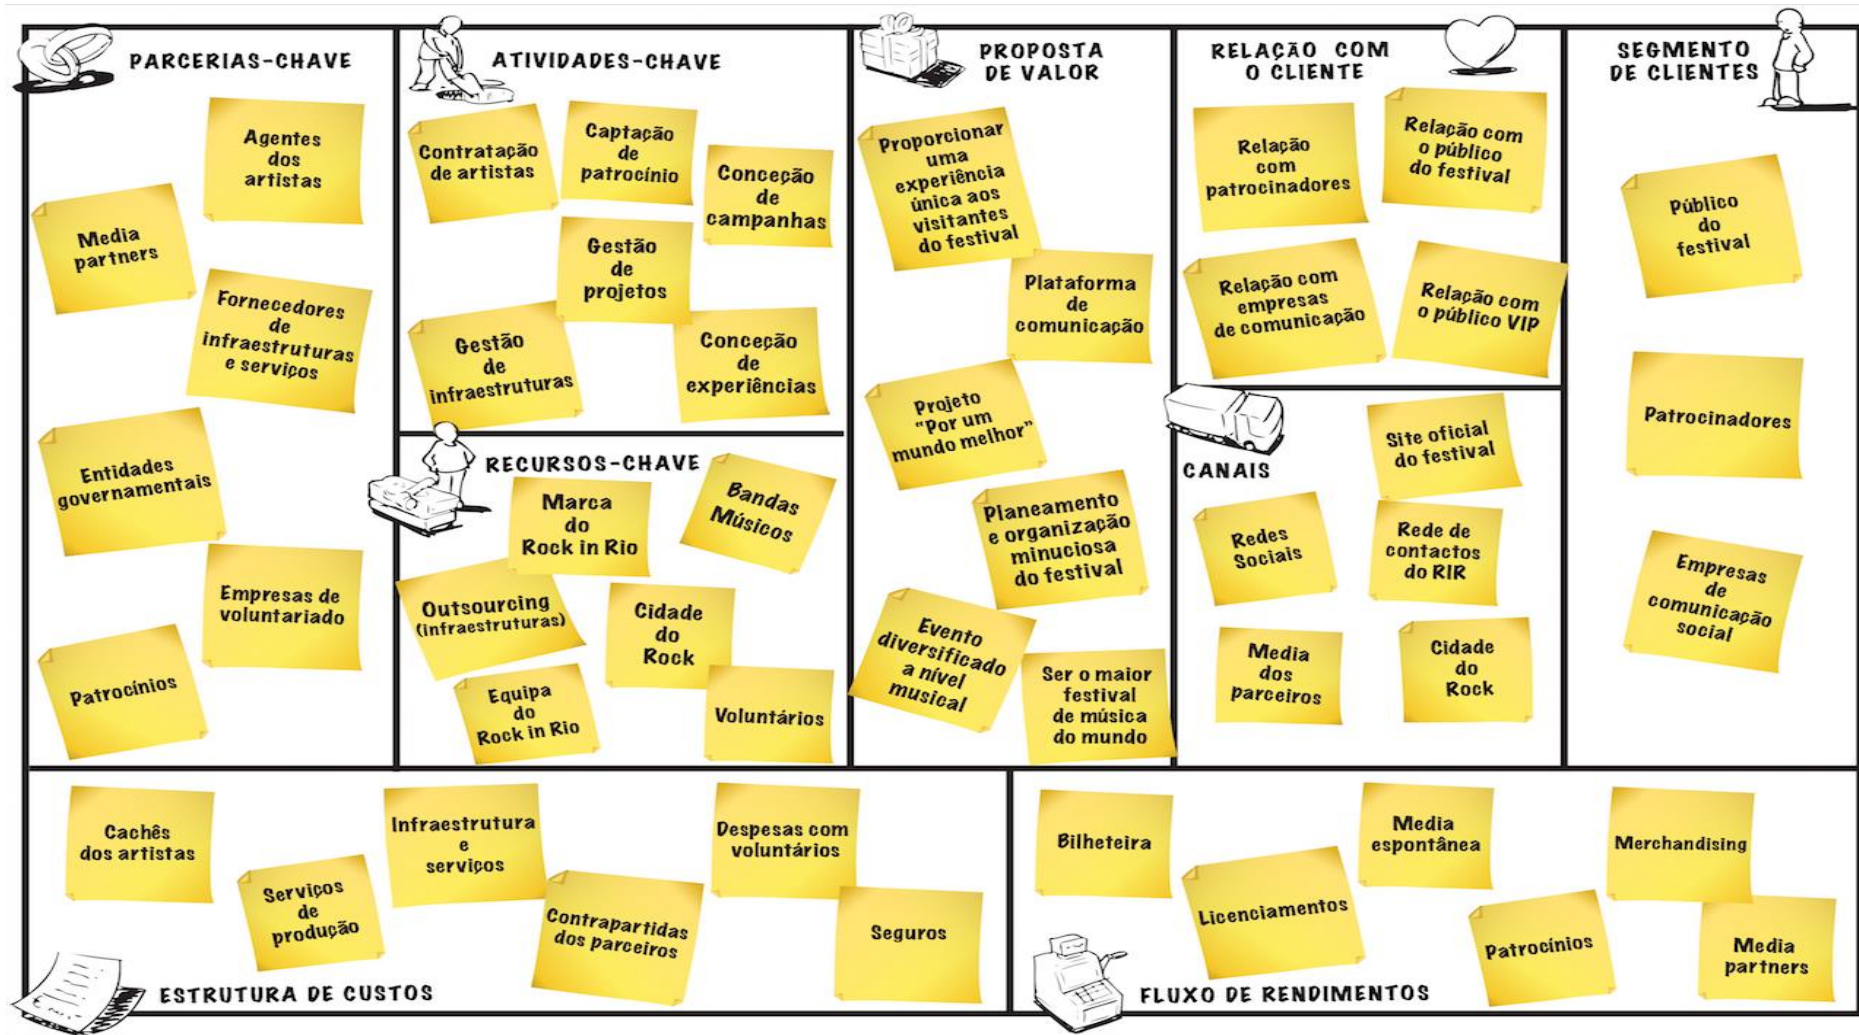 PARCERIAS-CHAVE
Agentes
dos
artistas
Media
partners
Fornecedores
de
infraestruturas
e serviços
Entidades
governamentais
Empresas de
voluntariado
Patrocínios
ATIVIDADES-CHAVE
Contratação
de artistas
Captação
de
patrocínio
Conceção
de
campanhas
Gestão
de
projetos
Gestão
de
infraestruturas
Conceção
de
experiências
RECURSOS-CHAVE
Marca
do
Rock in Rio
Bandas
Músicos
Outsourcing
(infraestruturas)
Cidade
do
Rock
Equipa
do
Rock in Rio
Voluntários
PROPOSTA
DE VALOR
Proporcionar
uma
experiência
única aos
visitantes
do festival
Plataforma
de
comunicação
Projeto
“Por um
mundo melhor”
Planeamento
e organização
minuciosa
do festival
Evento
diversificado
a nível
musical
Ser o maior
festival
de música
do mundo
RELAÇÃO COM
O CLIENTE
Relação
com
patrocinadores
Relação com
o público
do festival
Relação com
empresas
de comunicação
Relação com
o público VIP
CANAIS
Site oficial
do festival
Redes
Sociais
Rede de
contactos
do RIR
Media
dos
parceiros
Cidade
do
Rock
SEGMENTO
DE CLIENTES
Público
do
festival
Patrocinadores
Empresas
de
comunicação
social
Cachês
dos artistas
Serviços
de
produção
Infraestrutura
e
serviços
Contrapartidas
dos parceiros
Despesas com
voluntários
Seguros
ESTRUTURA DE CUSTOS
Bilheteira
Licenciamentos
Media
espontânea
Patrocínios
Merchandising
Media
partners
FLUXO DE RENDIMENTOS